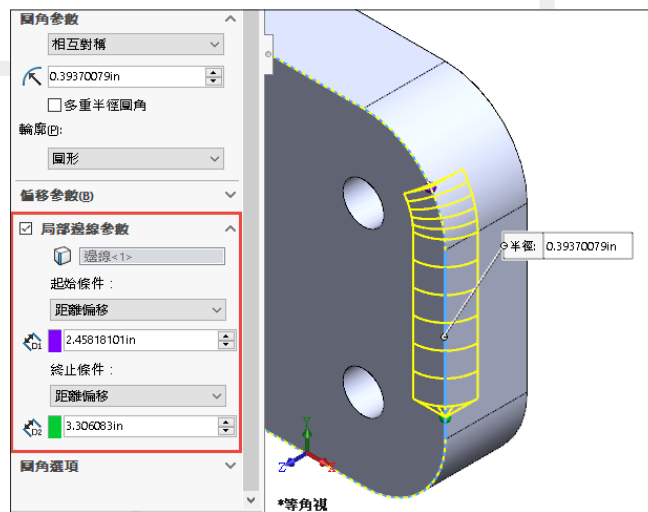 圓角參數
相互對稱
0.39370079in
多重半徑圓角
輪廓(P):
圓形
偏移參數(B)
局部邊線參數
邊線<1>
起始條件：
距離偏移
D1 2.45818101in
終止條件：
距離偏移
D2 3.306083in
圓角選項
半徑: 0.39370079in
Y
Z X
*等角視